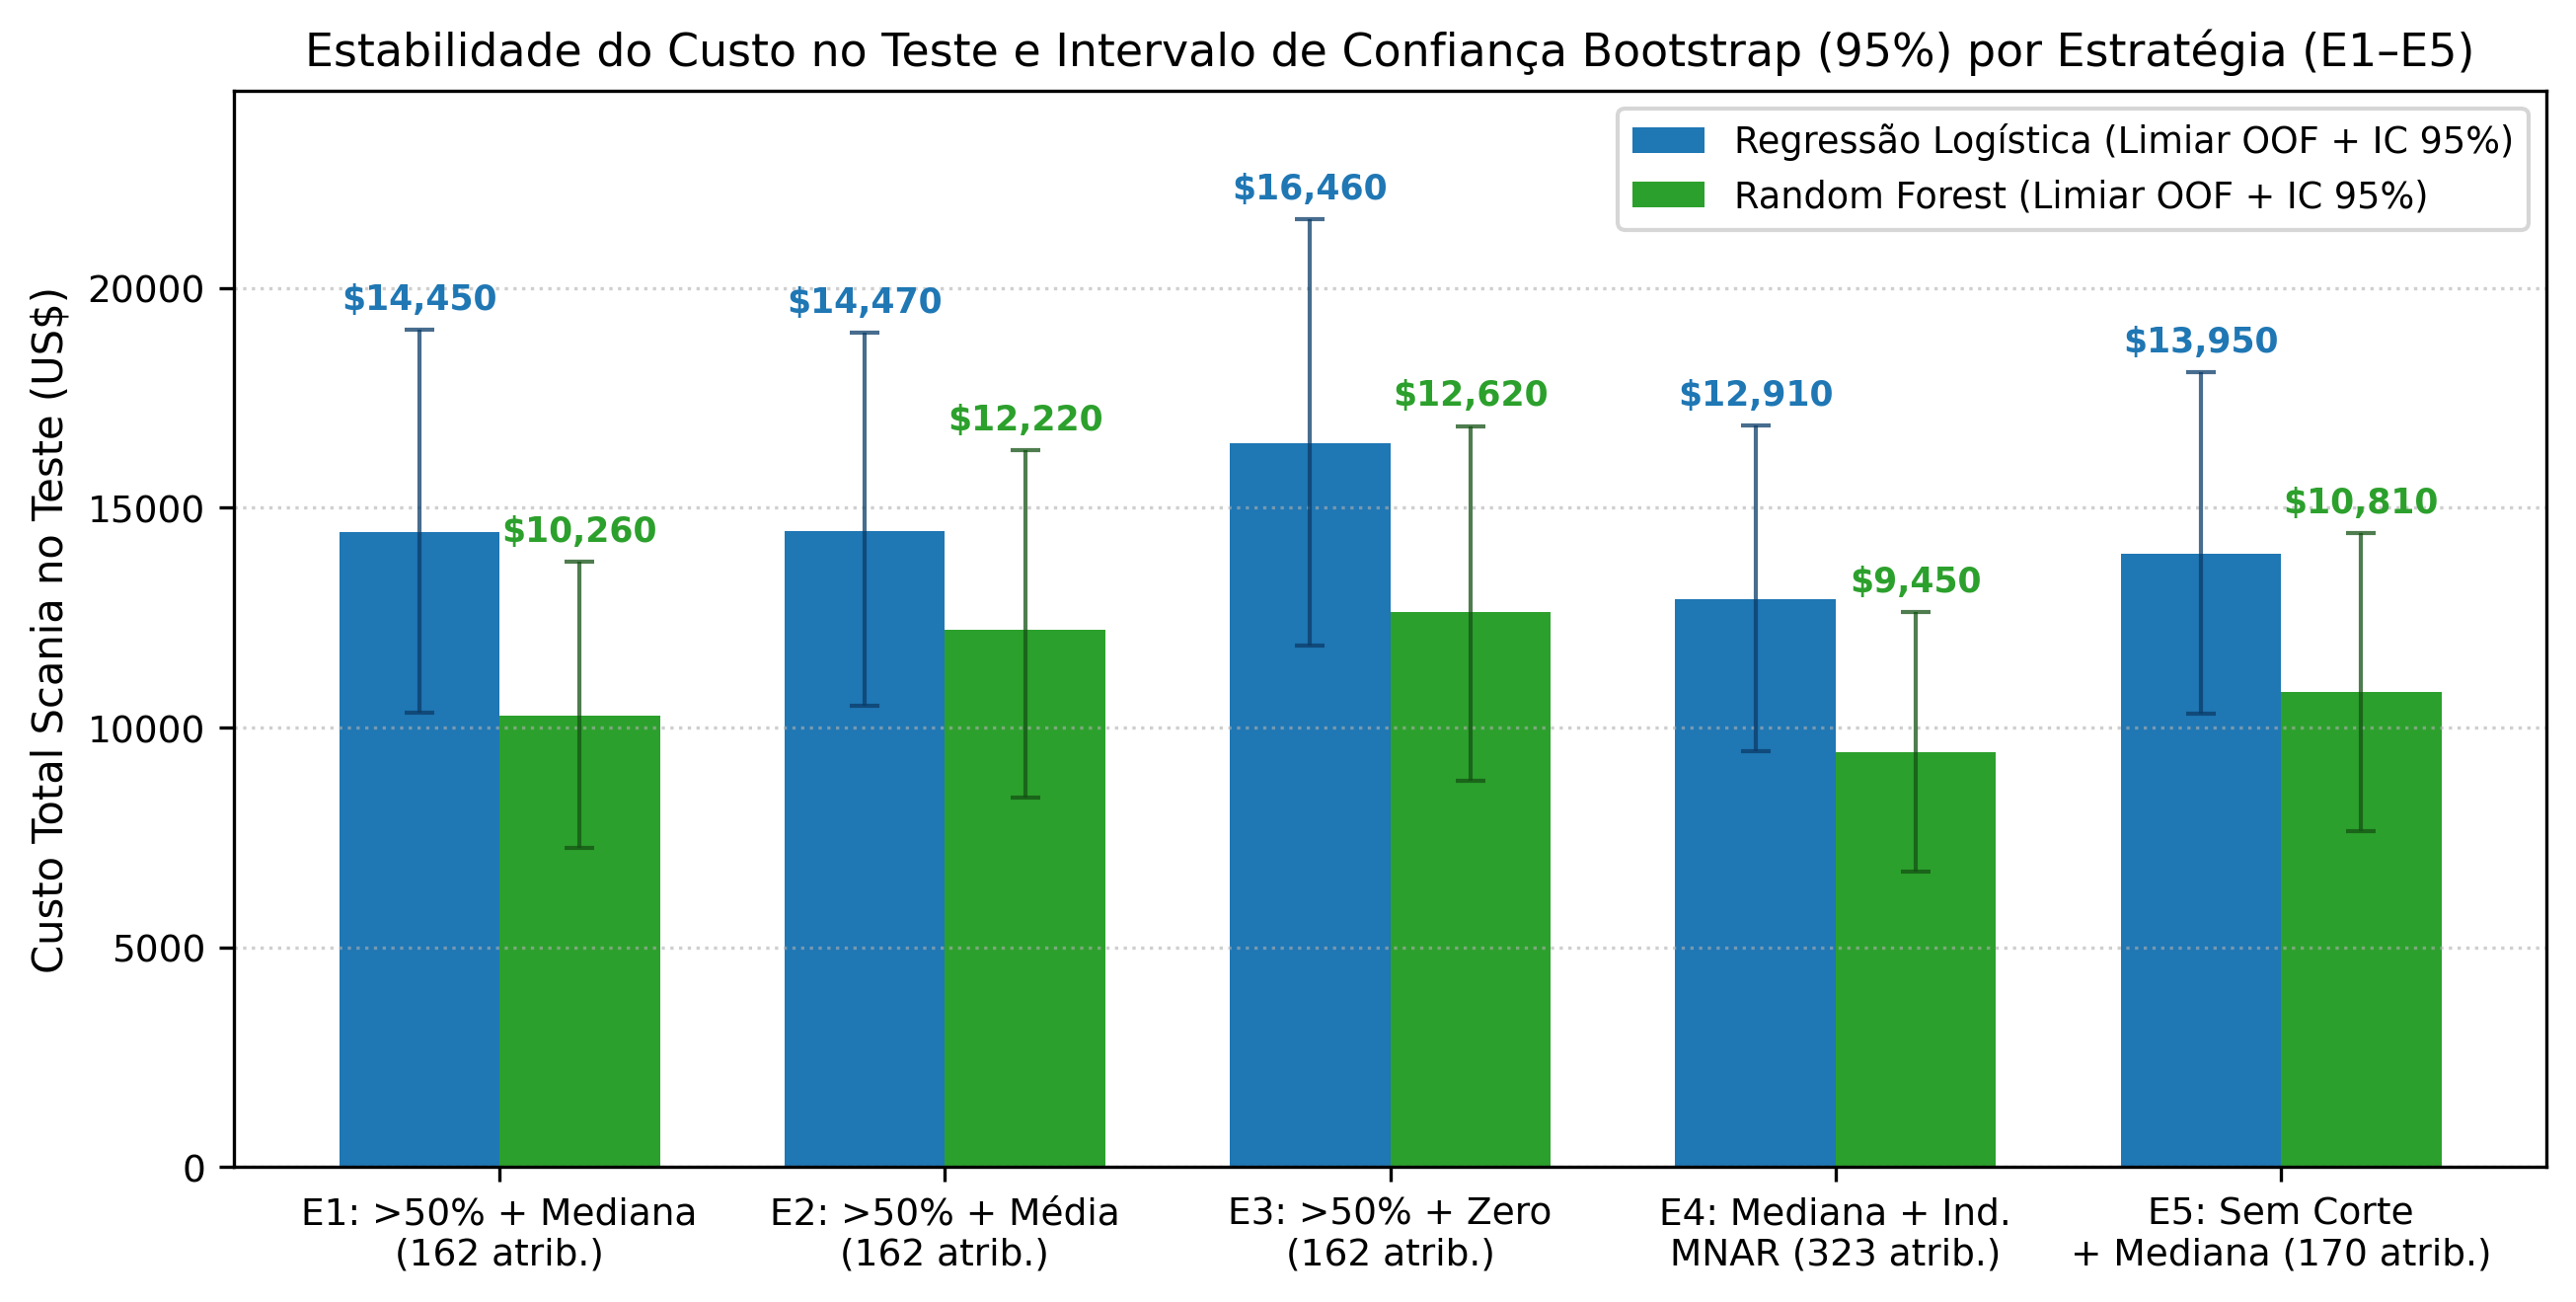 Estabilidade do Custo no Teste e Intervalo de Confiança Bootstrap (95%) por Estratégia (E1–E5)
Regressão Logística (Limiar OOF + IC 95%)
Random Forest (Limiar OOF + IC 95%)
Custo Total Scania no Teste (US$)
20000
15000
10000
5000
0
$14,450
$10,260
$14,470
$12,220
$16,460
$12,620
$12,910
$9,450
$13,950
$10,810
E1: >50% + Mediana
(162 atrib.)
E2: >50% + Média
(162 atrib.)
E3: >50% + Zero
(162 atrib.)
E4: Mediana + Ind.
MNAR (323 atrib.)
E5: Sem Corte
+ Mediana (170 atrib.)